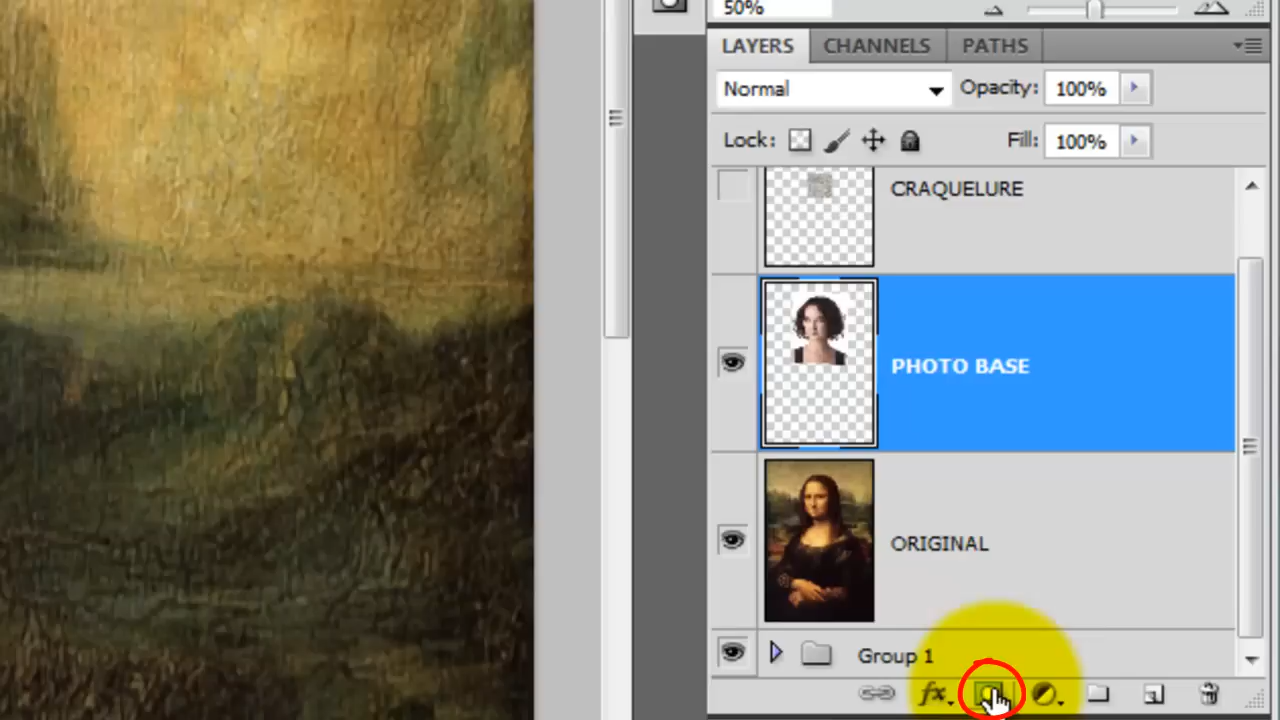 50%
LAYERS CHANNELS PATHS
Normal Opacity: 100%
Lock: Fill: 100%
CRAQUELURE
PHOTO BASE
ORIGINAL
Group 1
fx